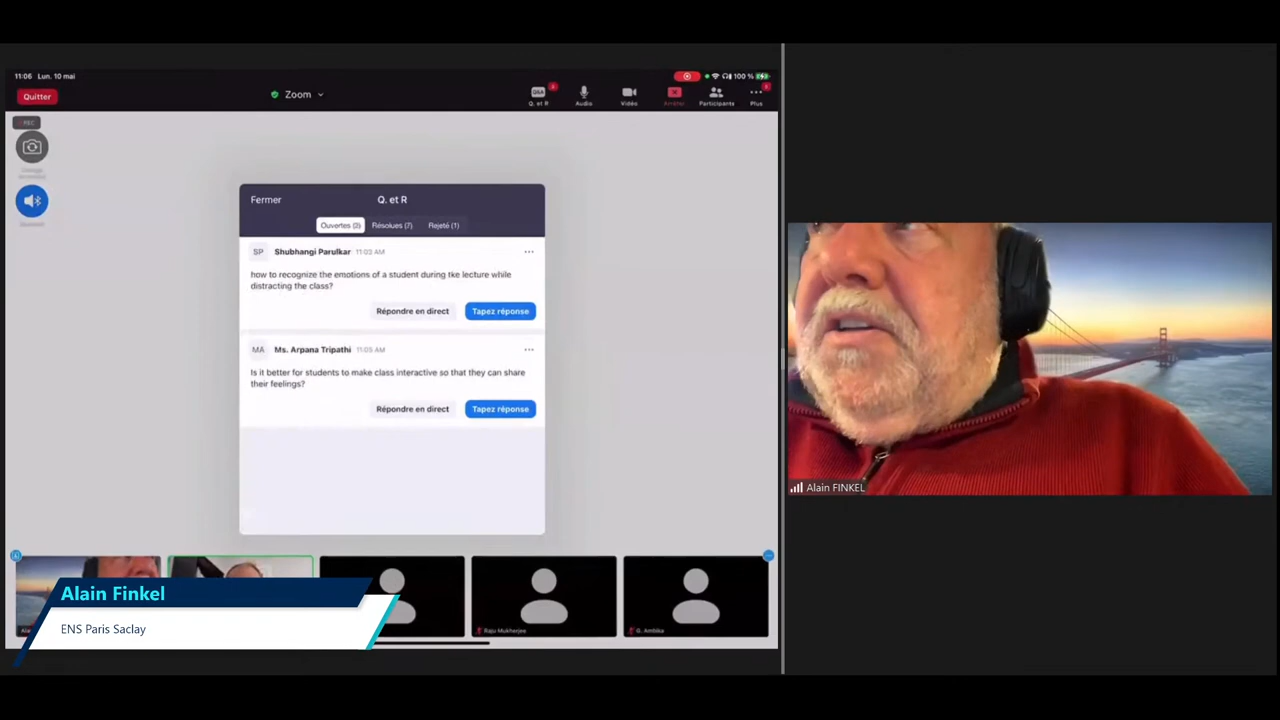 11:06 Lun. 10 mai
100 %
Quitter
Zoom
Q&A
Q. et R
Audio
Vidéo
Arrêter
Participants
Plus
REC
Fermer
Q. et R
Ouvertes (2)
Résolues (7)
Rejeté (1)
SP
Shubhangi Parulkar 11:03 AM
how to recognize the emotions of a student during tke lecture while
distracting the class?
Répondre en direct
Tapez réponse
MA
Ms. Arpana Tripathi 11:05 AM
Is it better for students to make class interactive so that they can share
their feelings?
Répondre en direct
Tapez réponse
Alain FINKEL
Raju Mukherjee
G. Ambika
Alain Finkel
ENS Paris Saclay